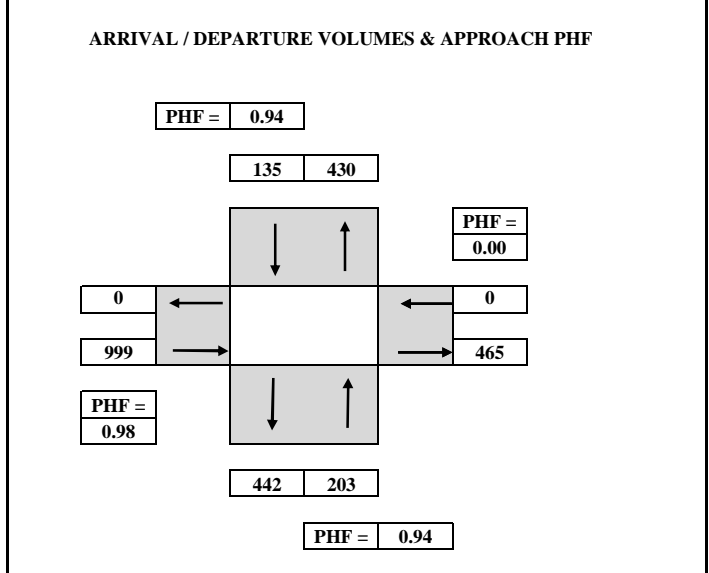 ARRIVAL / DEPARTURE VOLUMES & APPROACH PHF
PHF = 0.94
135 430
PHF =
0.00
0 0
999 465
PHF =
0.98
442 203
PHF = 0.94